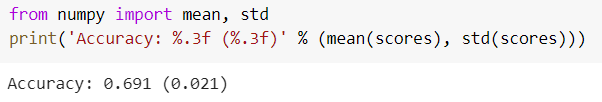 from numpy import mean, std
print('Accuracy: %.3f (%.3f)' % (mean(scores), std(scores)))
Accuracy: 0.691 (0.021)